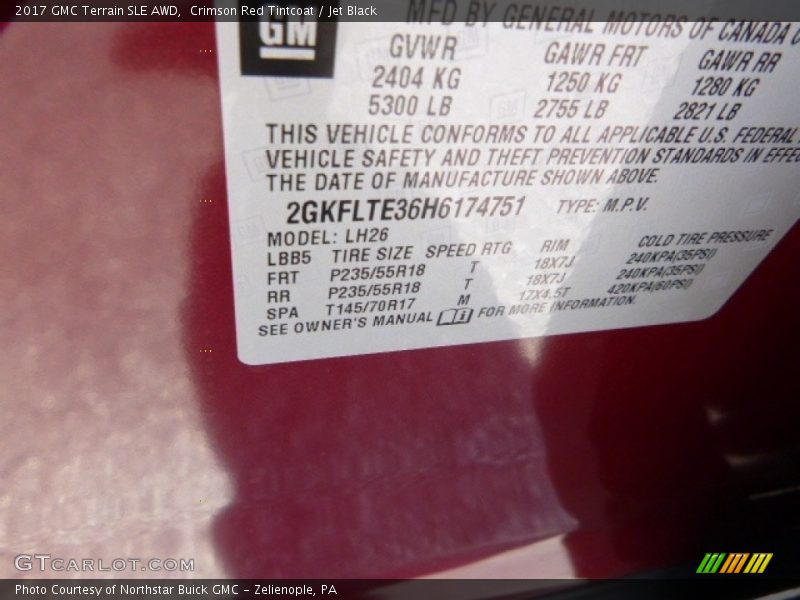 2017 GMC Terrain SLE AWD,  Crimson Red Tintcoat / Jet Black
GM
MFD BY GENERAL MOTORS OF CANADA
GVWR GAWR FRT GAWR RR
2404 KG 1250 KG 1280 KG
5300 LB 2755 LB 2821 LB
THIS VEHICLE CONFORMS TO ALL APPLICABLE U.S. FEDERAL
VEHICLE SAFETY AND THEFT PREVENTION STANDARDS IN EFFEC
THE DATE OF MANUFACTURE SHOWN ABOVE.
2GKFLTE36H6174751 TYPE: M.P.V.
MODEL: LH26
LBB5 TIRE SIZE SPEED RTG RIM COLD TIRE PRESSURE
FRT P235/55R18 T 18X7J 240KPA(35PSI)
RR P235/55R18 T 18X7J 240KPA(35PSI)
SPA T145/70R17 M 17X4.5T 420KPA(60PSI)
SEE OWNER'S MANUAL FOR MORE INFORMATION.
GTCARLOT.COM
Photo Courtesy of Northstar Buick GMC – Zelienople, PA